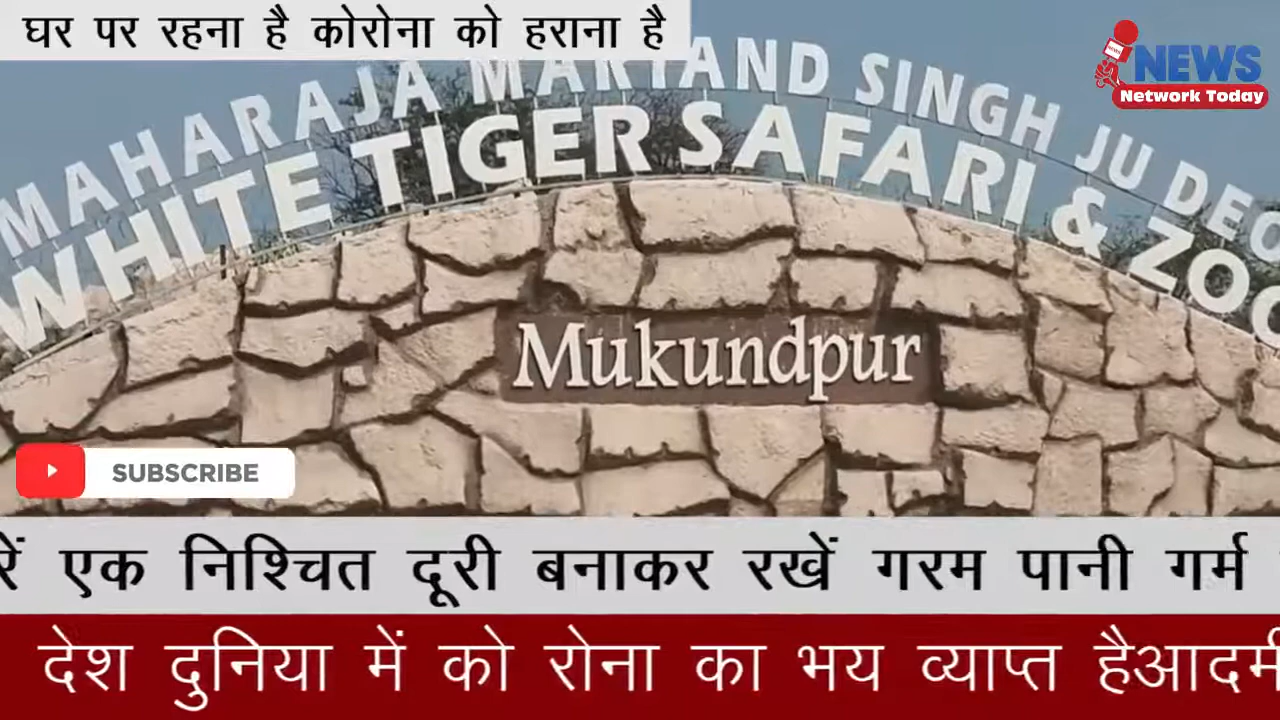 घर पर रहना है कोरोना को हराना है
NEWS
Network Today
MAHARAJA MARTAND SINGH JU DEO
WHITE TIGER SAFARI & ZOO
Mukundpur
SUBSCRIBE
एक निश्चित दूरी बनाकर रखें गरम पानी गर्म
देश दुनिया में को रोना का भय व्याप्त हैआदमी